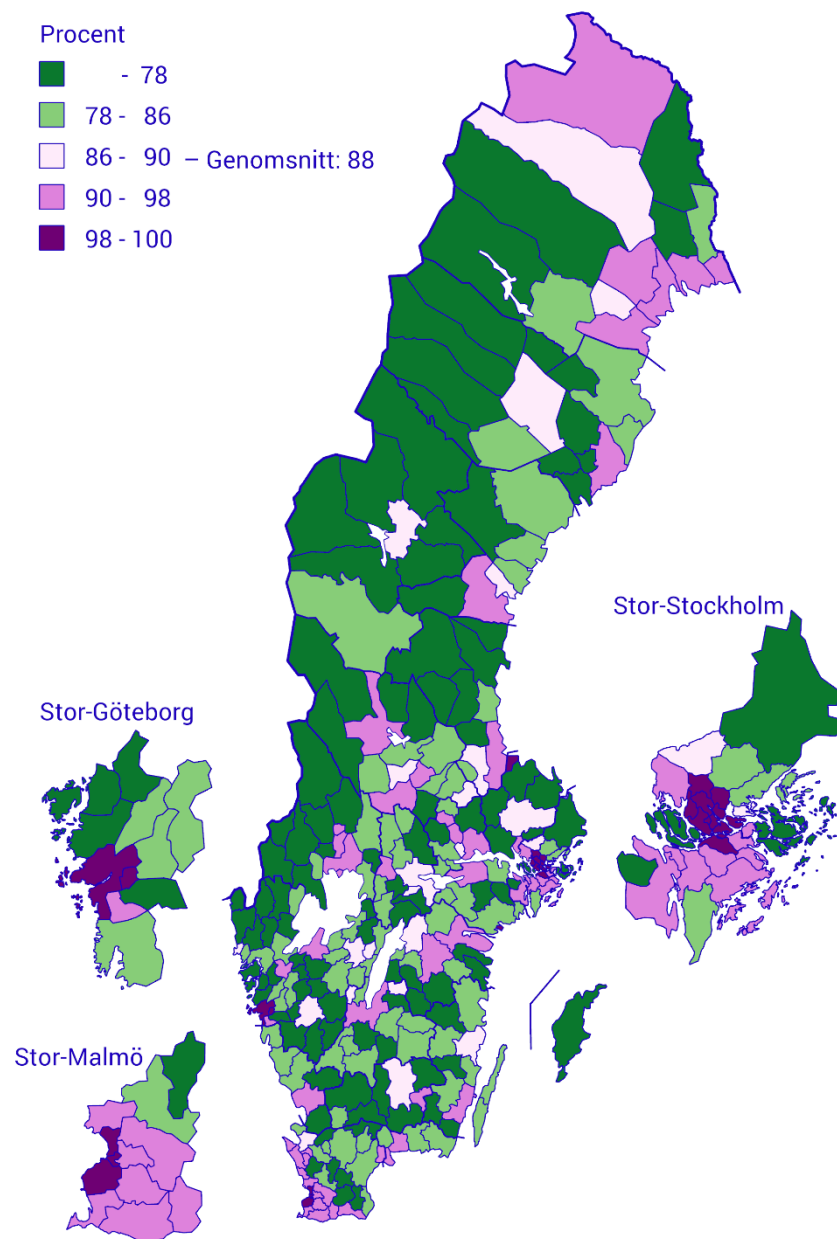 Procent
- 78
78 - 86
86 - 90 – Genomsnitt: 88
90 - 98
98 - 100
Stor-Stockholm
Stor-Göteborg
Stor-Malmö